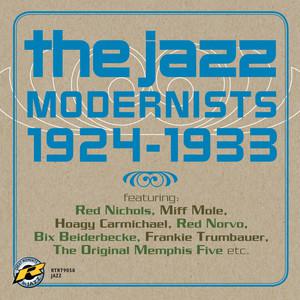 the jazz
MODERNISTS
1924-1933
featuring:
Red Nichols, Miff Mole,
Hoagy Carmichael, Red Norvo,
Bix Beiderbecke, Frankie Trumbauer,
The Original Memphis Five etc.
RTR79058
JAZZ